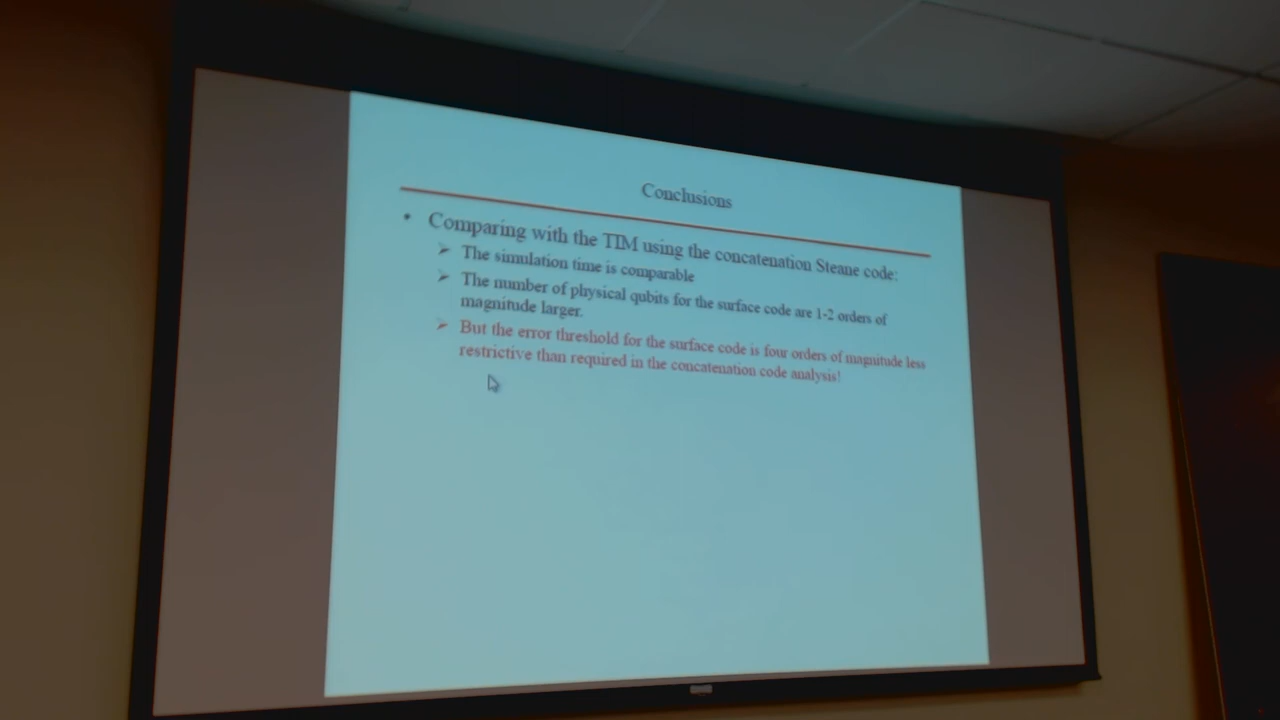 Conclusions
• Comparing with the TIM using the concatenation Steane code:
➢ The simulation time is comparable
➢ The number of physical qubits for the surface code are 1-2 orders of
magnitude larger.
➢ But the error threshold for the surface code is four orders of magnitude less
restrictive than required in the concatenation code analysis!